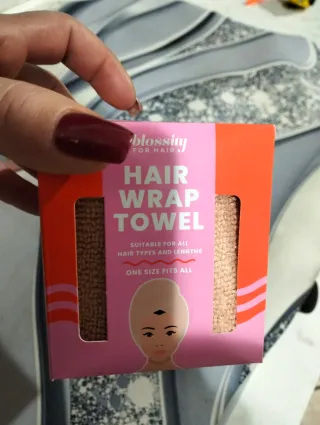 blossity
FOR HAIR
HAIR
WRAP
TOWEL
SUITABLE FOR ALL
HAIR TYPES AND LENGTHS
ONE SIZE FITS ALL